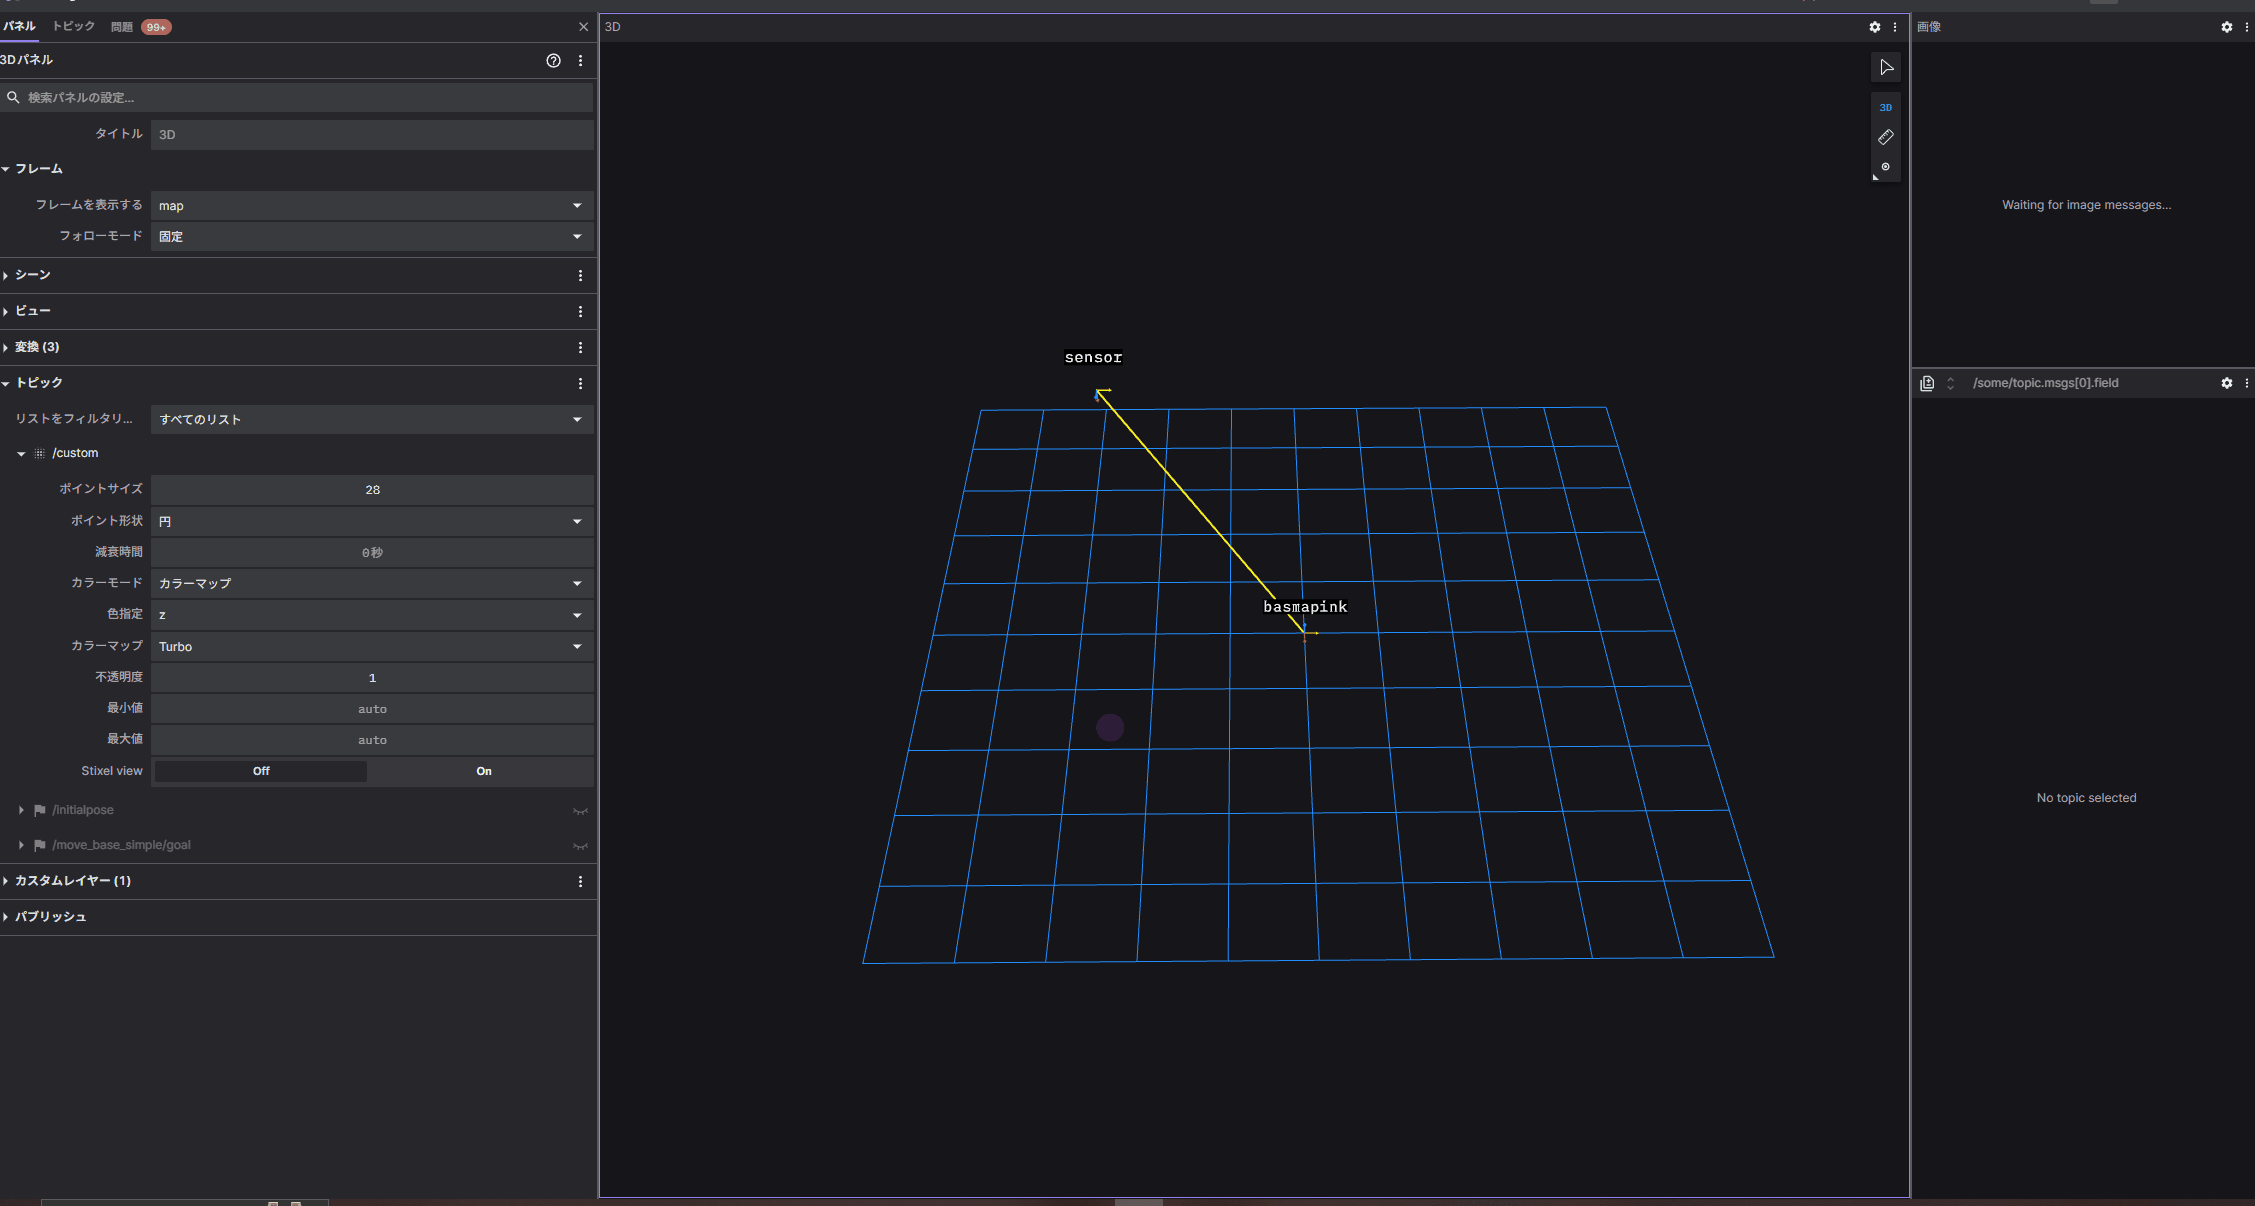 パネル トピック 問題 99+
3Dパネル
検索パネルの設定...
タイトル 3D
フレーム
フレームを表示する map
フォローモード 固定
シーン
ビュー
変換 (3)
トピック
リストをフィルタリ... すべてのリスト
/custom
ポイントサイズ 28
ポイント形状 円
減衰時間 0秒
カラーモード カラーマップ
色指定 z
カラーマップ Turbo
不透明度 1
最小値 auto
最大値 auto
Stixel view Off On
/initialpose
/move_base_simple/goal
カスタムレイヤー (1)
パブリッシュ
3D
3D
sensor
画像
Waiting for image messages...
/some/topic.msgs[0].field
No topic selected